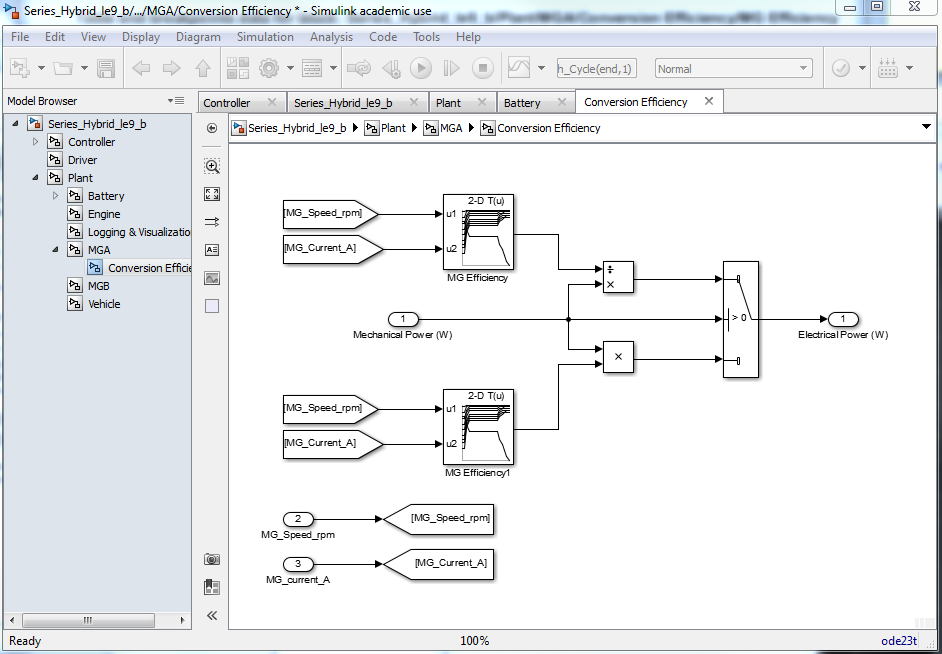 Series_Hybrid_le9_b/.../MGA/Conversion Efficiency * - Simulink academic use
File Edit View Display Diagram Simulation Analysis Code Tools Help
h_Cycle(end,1) Normal
Model Browser
Controller Series_Hybrid_le9_b Plant Battery Conversion Efficiency
Series_Hybrid_le9_b Plant MGA Conversion Efficiency
Series_Hybrid_le9_b
Controller
Driver
Plant
Battery
Engine
Logging & Visualizatio
MGA
Conversion Efficie
MGB
Vehicle
2-D T(u)
[MG_Speed_rpm] u1
[MG_Current_A] u2
MG Efficiency
÷
×
1 > 0 1
Mechanical Power (W) Electrical Power (W)
×
2-D T(u)
[MG_Speed_rpm] u1
[MG_Current_A] u2
MG Efficiency1
2 [MG_Speed_rpm]
MG_Speed_rpm
3 [MG_Current_A]
MG_current_A
Ready 100% ode23t